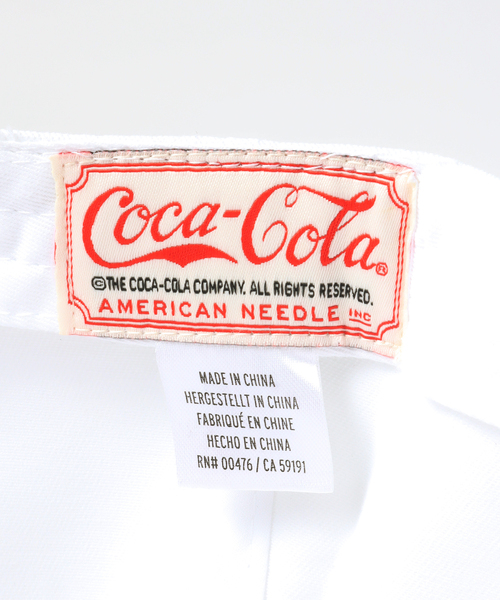 Coca-Cola®
©THE COCA-COLA COMPANY. ALL RIGHTS RESERVED.
AMERICAN NEEDLE INC
MADE IN CHINA
HERGESTELLT IN CHINA
FABRIQUÉ EN CHINE
HECHO EN CHINA
RN# 00476 / CA 59191